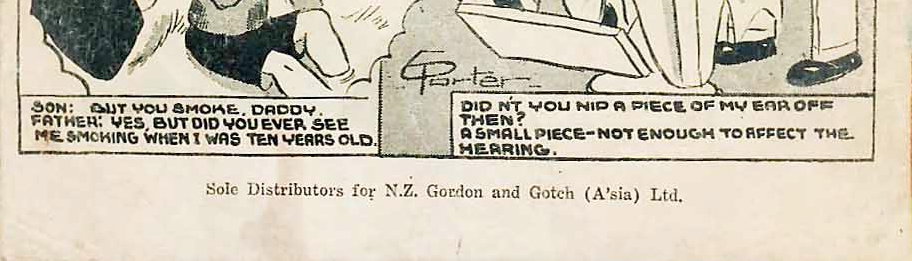 G Porter
SON: BUT YOU SMOKE, DADDY.
FATHER: YES, BUT DID YOU EVER SEE
ME SMOKING WHEN I WAS TEN YEARS OLD.
DID N'T YOU NIP A PIECE OF MY EAR OFF
THEN?
A SMALL PIECE-NOT ENOUGH TO AFFECT THE
HEARING.
Sole Distributors for N.Z. Gordon and Gotch (A'sia) Ltd.